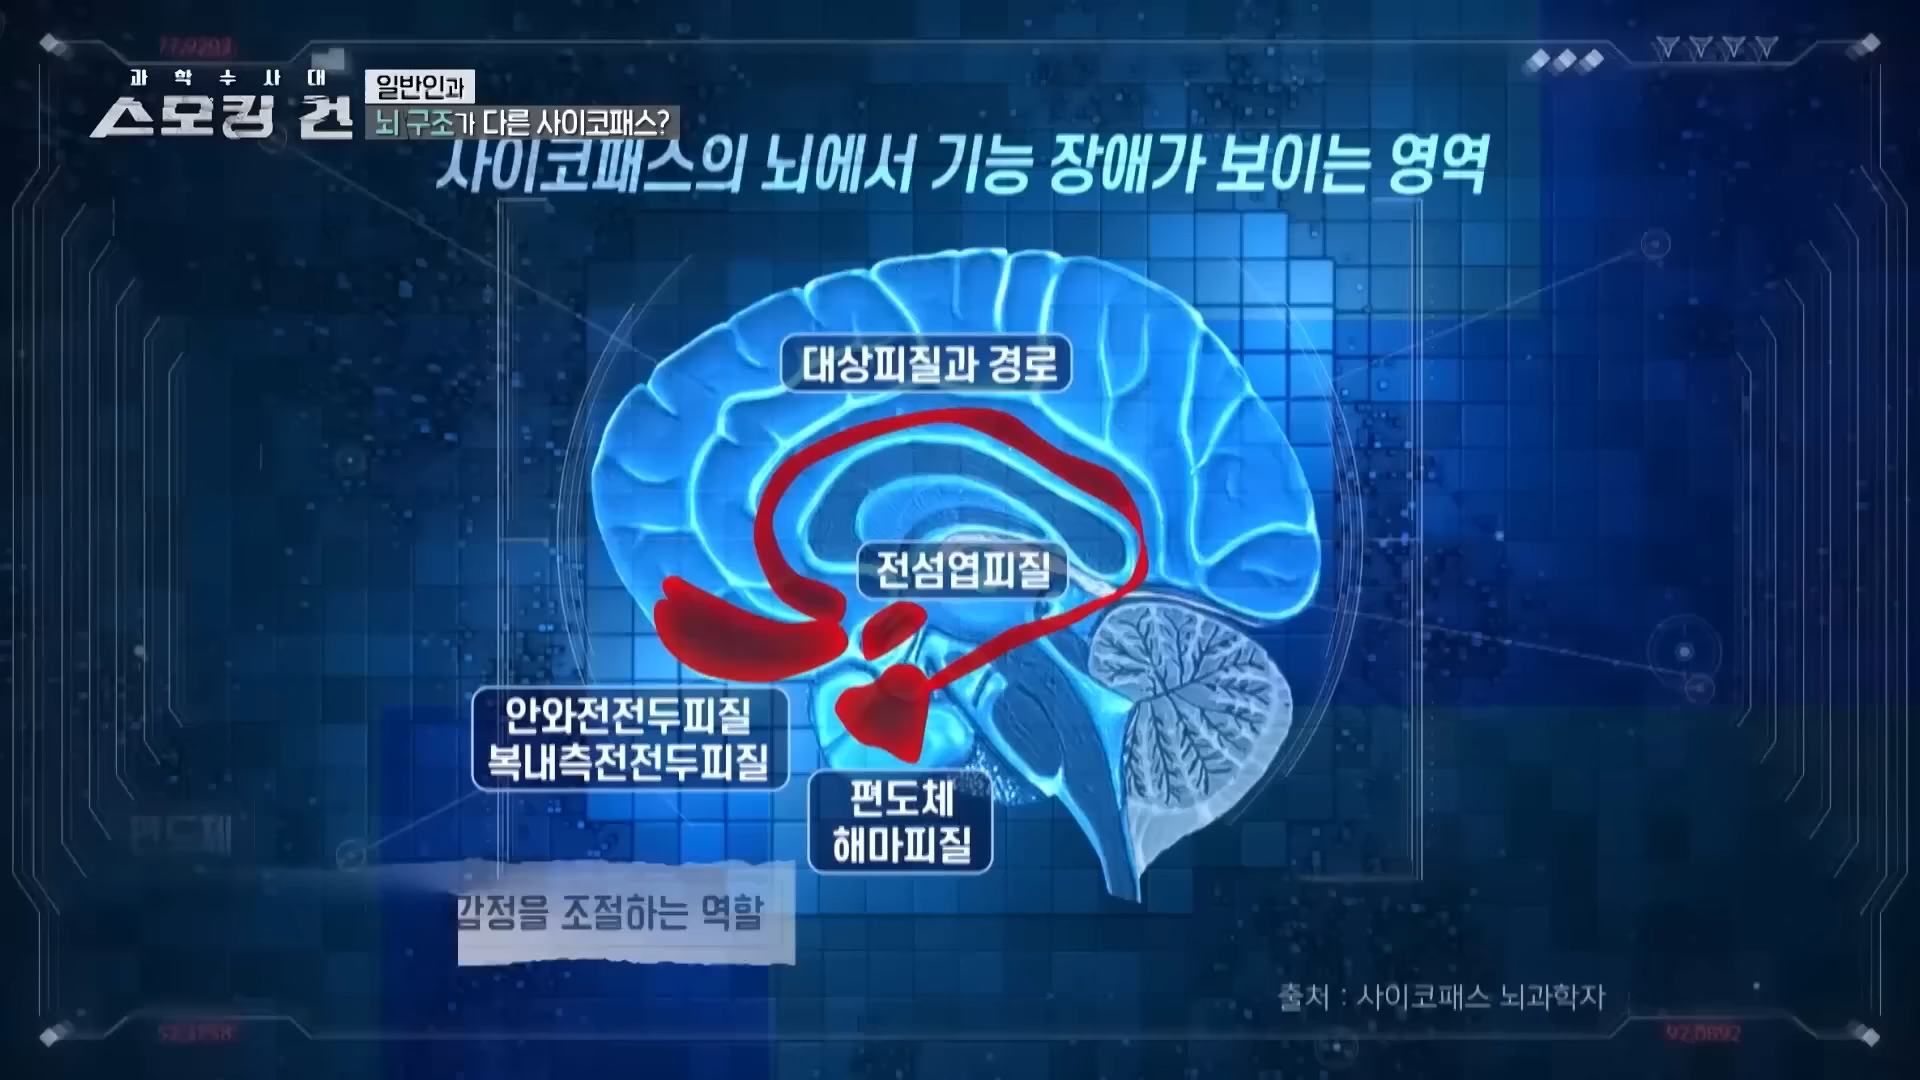 77.9203
과학수사대
스모킹 건
일반인과
뇌 구조가 다른 사이코패스?
사이코패스의 뇌에서 기능 장애가 보이는 영역
대상피질과 경로
전섬엽피질
안와전전두피질
복내측전전두피질
편도체
해마피질
편도체
감정을 조절하는 역할
출처 : 사이코패스 뇌과학자
92.0892